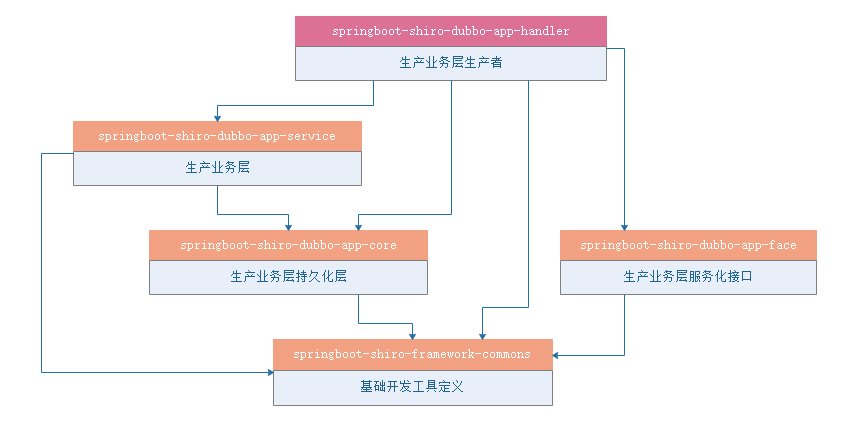 springboot-shiro-dubbo-app-handler
生产业务层生产者
springboot-shiro-dubbo-app-service
生产业务层
springboot-shiro-dubbo-app-core
生产业务层持久化层
springboot-shiro-dubbo-app-face
生产业务层服务化接口
springboot-shiro-framework-commons
基础开发工具定义